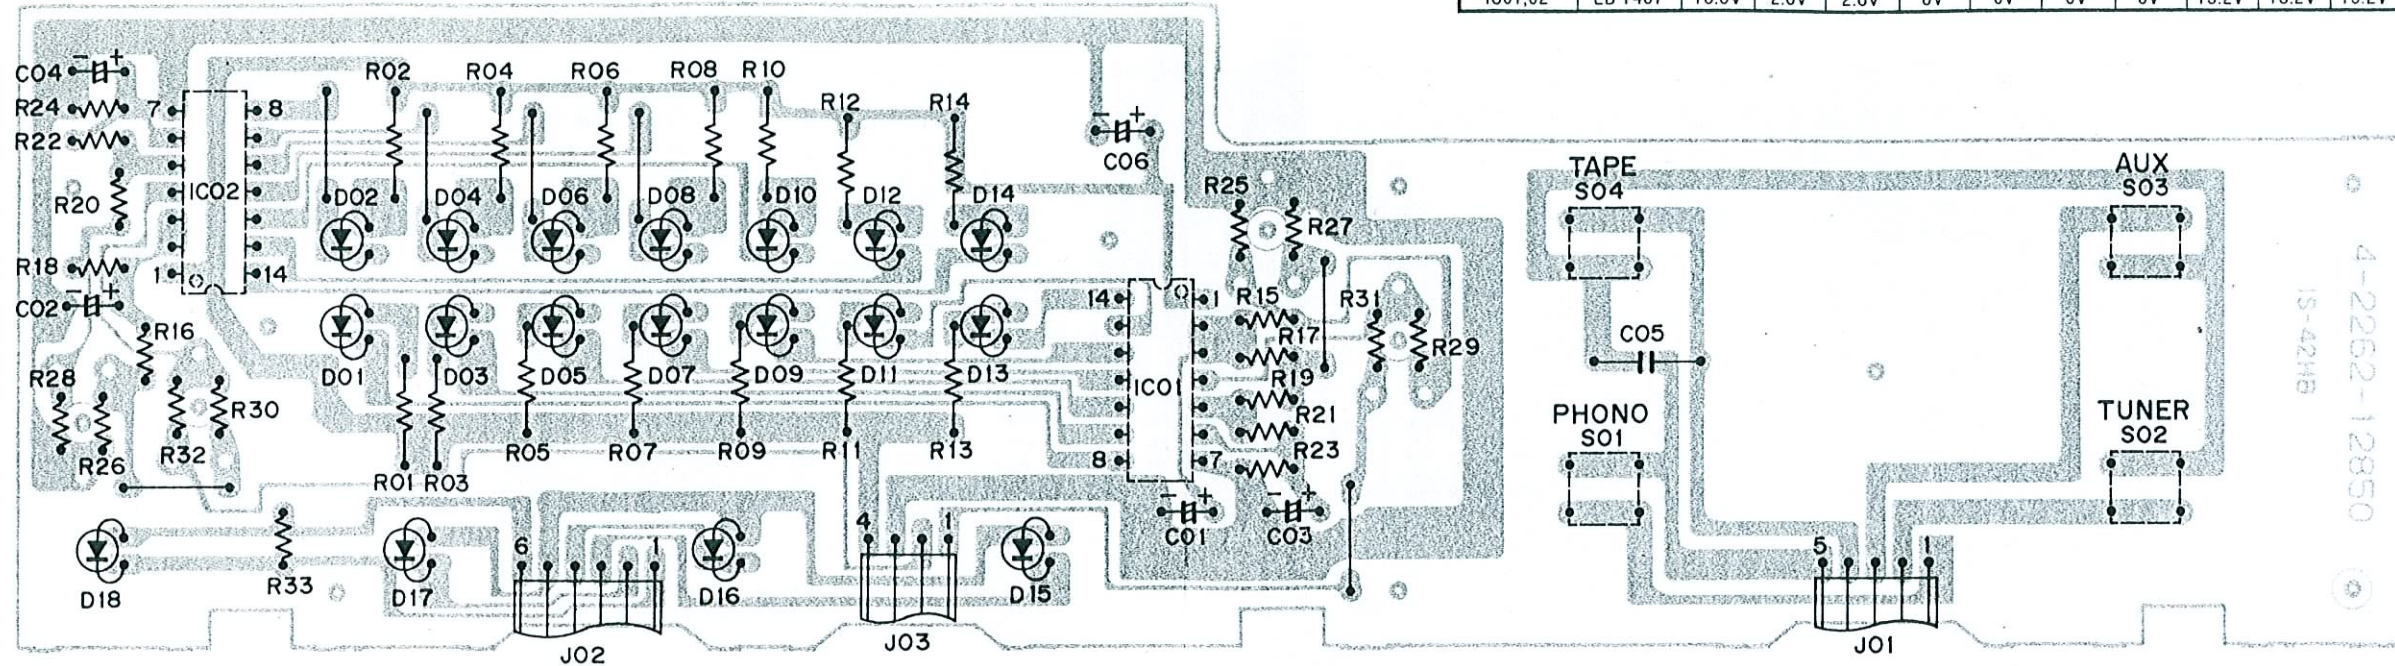 C04 - +
R24
R22
7 8
R20
IC02
R18
1 14
C02 - +
R02 R04 R06 R08 R10
R12 R14
D02 D04 D06 D08 D10 D12 D14
- +
C06
R16
R28
R26
R32
R30
D01 D03 D05 D07 D09 D11 D13
R01 R03 R05 R07 R09 R11 R13
14 1
IC01
8 7
R25
R27
R15
R17
R19
R21
R23
R31
R29
- +
C01
- +
C03
D18
R33
D17
6 1
J02
D16
4 1
J03
D15
TAPE
S04
AUX
S03
C05
PHONO
S01
TUNER
S02
5 1
J01
4-2262-12850
IS-42HB